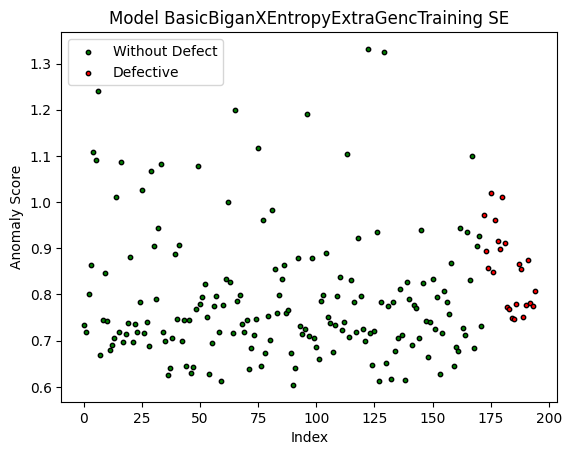 Model BasicBiganXEntropyExtraGencTraining SE
Without Defect
Defective
1.3
1.2
1.1
1.0
0.9
0.8
0.7
0.6
Anomaly Score
0 25 50 75 100 125 150 175 200
Index